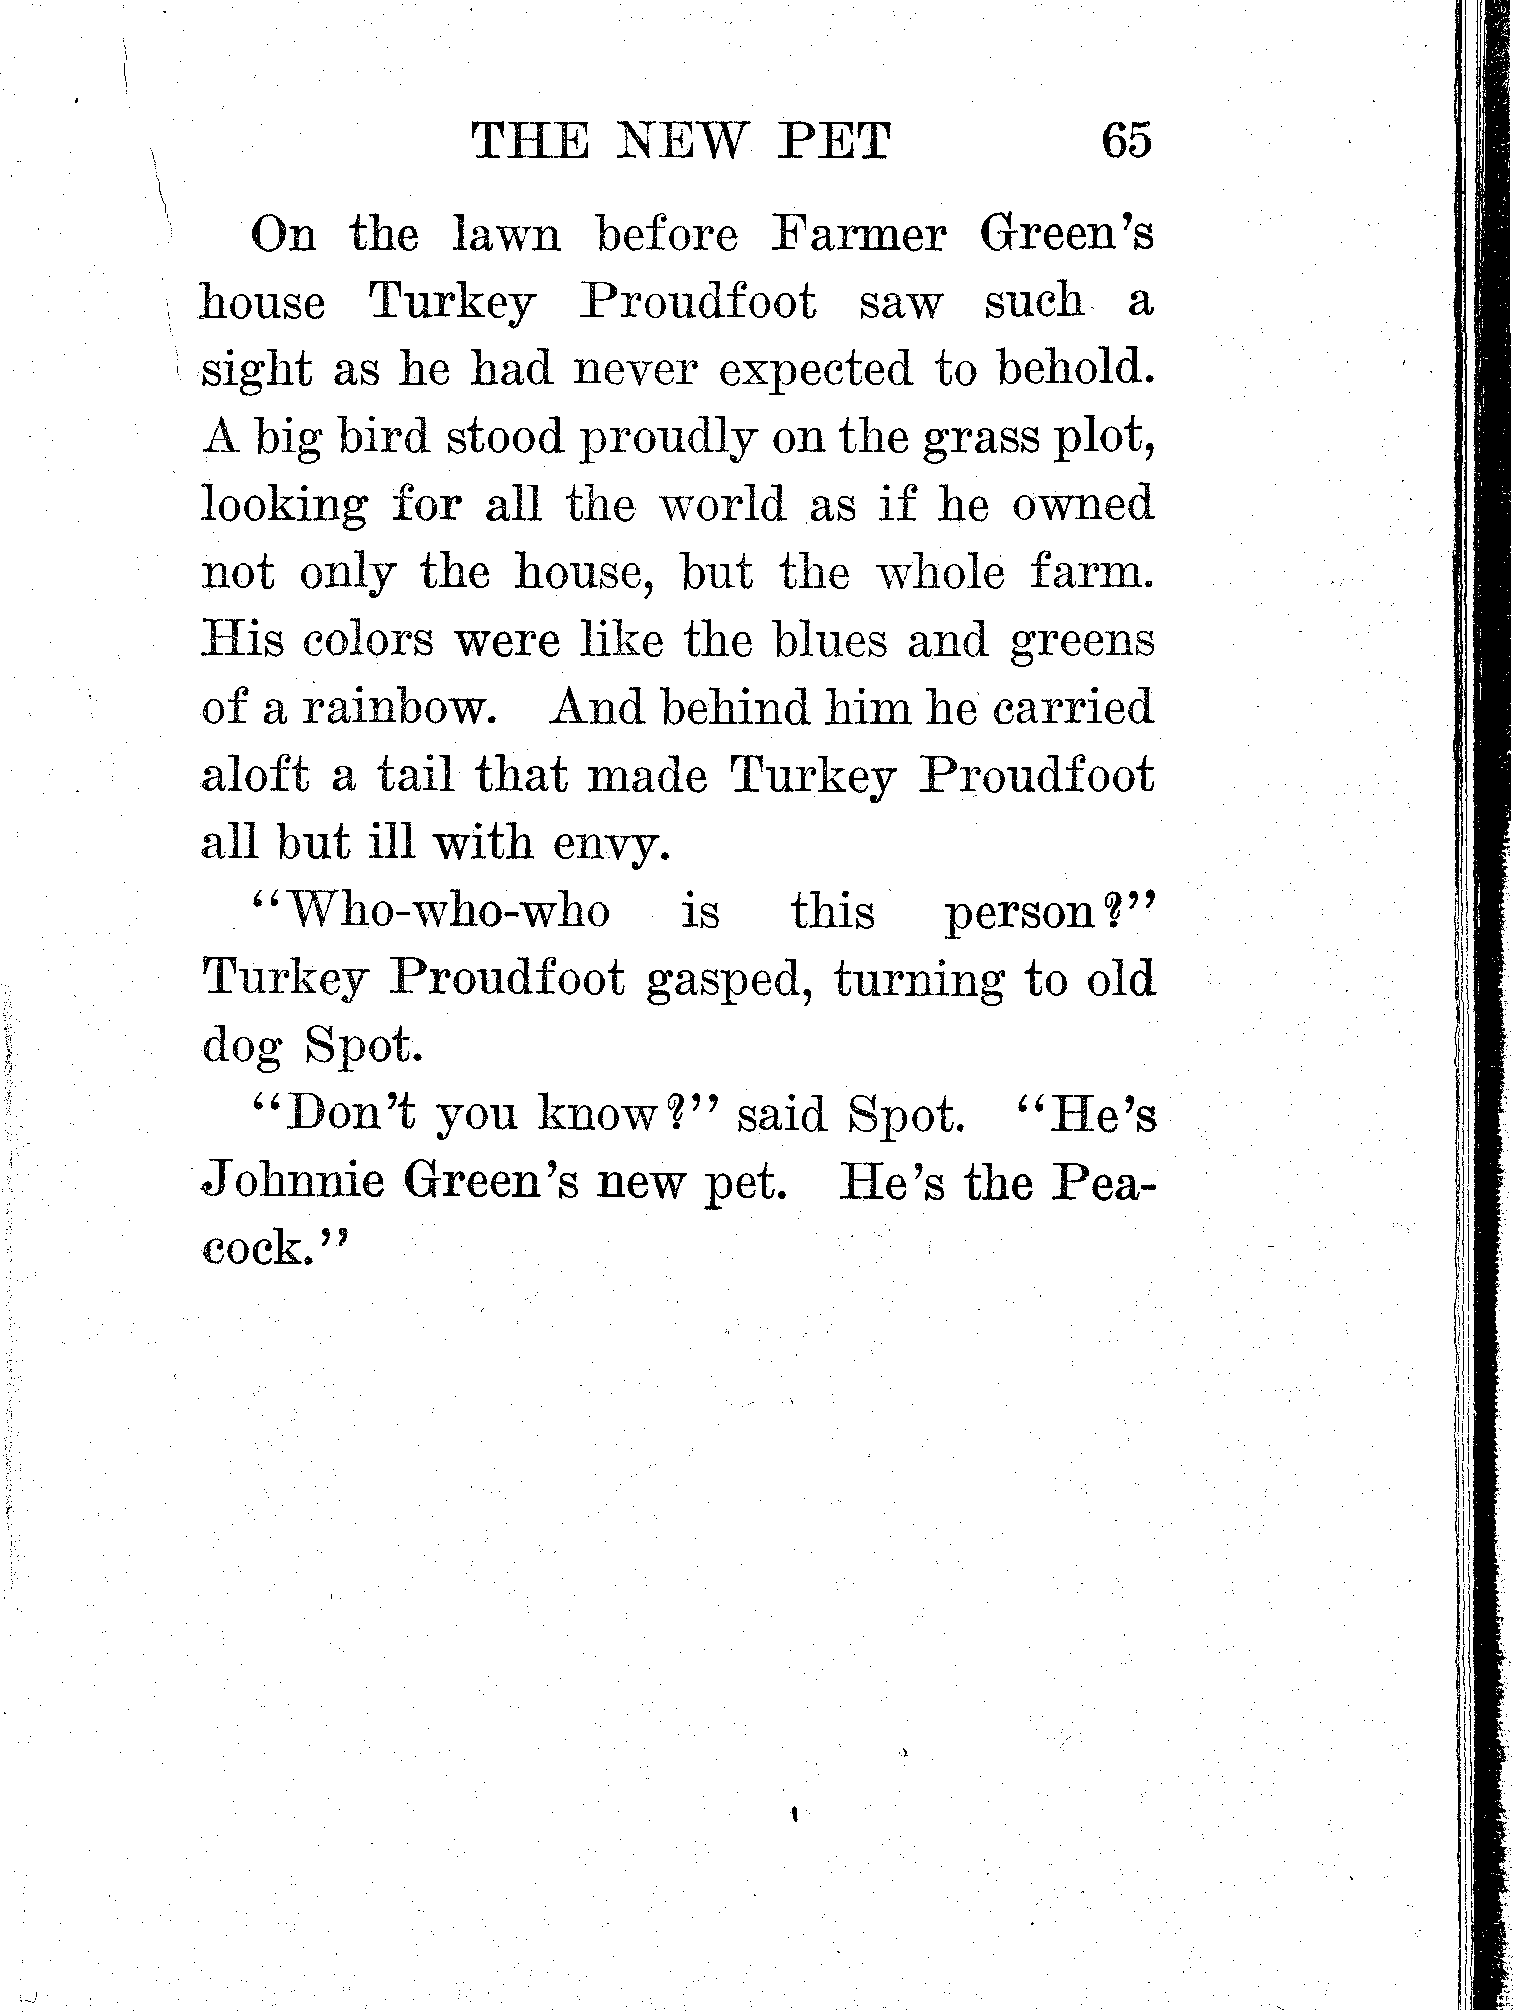 THE NEW PET 65
On the lawn before Farmer Green's
house Turkey Proudfoot saw such a
sight as he had never expected to behold.
A big bird stood proudly on the grass plot,
looking for all the world as if he owned
not only the house, but the whole farm.
His colors were like the blues and greens
of a rainbow. And behind him he carried
aloft a tail that made Turkey Proudfoot
all but ill with envy.
"Who-who-who is this person?"
Turkey Proudfoot gasped, turning to old
dog Spot.
"Don't you know?" said Spot. "He's
Johnnie Green's new pet. He's the Pea-
cock."